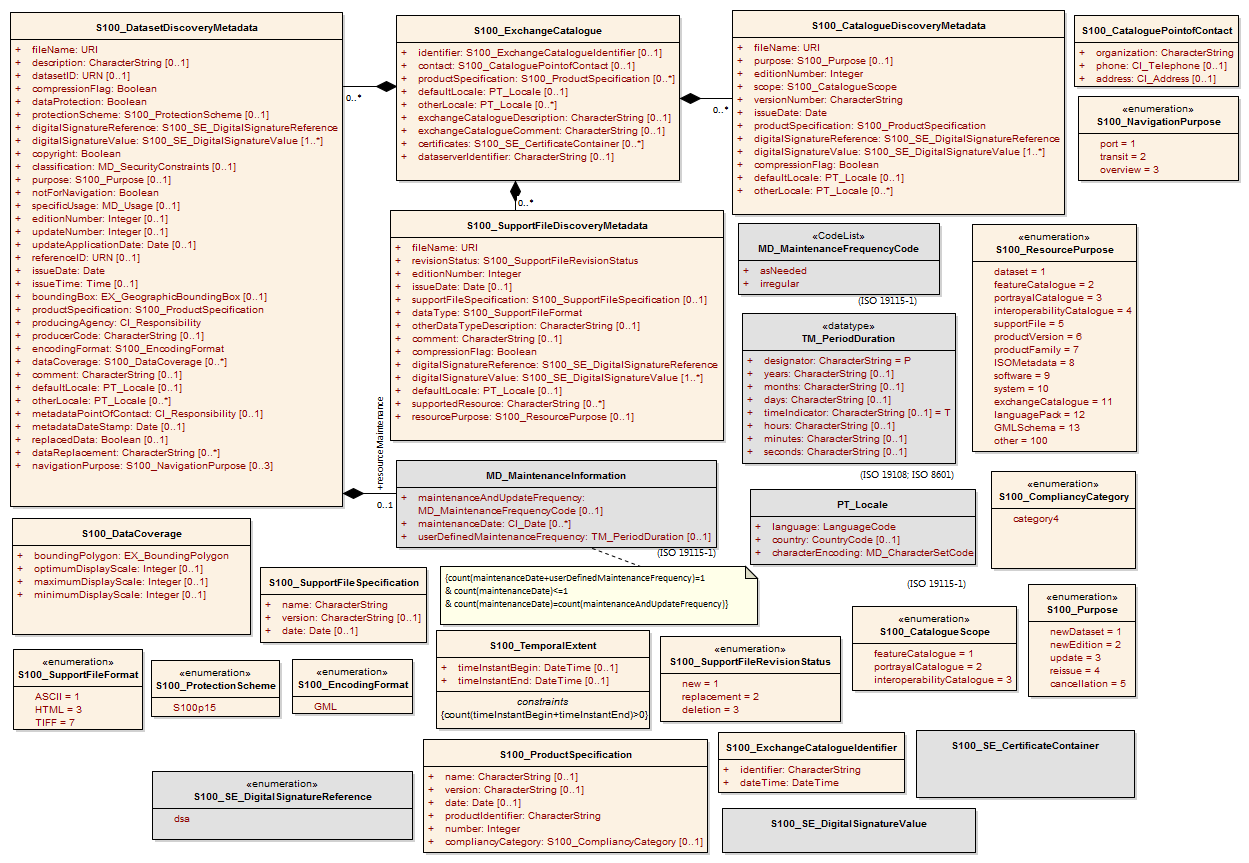 S100_DatasetDiscoveryMetadata
+ fileName: URI
+ description: CharacterString [0..1]
+ datasetID: URN [0..1]
+ compressionFlag: Boolean
+ dataProtection: Boolean
+ protectionScheme: S100_ProtectionScheme [0..1]
+ digitalSignatureReference: S100_SE_DigitalSignatureReference
+ digitalSignatureValue: S100_SE_DigitalSignatureValue [1..*]
+ copyright: Boolean
+ classification: MD_SecurityConstraints [0..1]
+ purpose: S100_Purpose [0..1]
+ notForNavigation: Boolean
+ specificUsage: MD_Usage [0..1]
+ editionNumber: Integer [0..1]
+ updateNumber: Integer [0..1]
+ updateApplicationDate: Date [0..1]
+ referenceID: URN [0..1]
+ issueDate: Date
+ issueTime: Time [0..1]
+ boundingBox: EX_GeographicBoundingBox [0..1]
+ productSpecification: S100_ProductSpecification
+ producingAgency: CI_Responsibility
+ producerCode: CharacterString [0..1]
+ encodingFormat: S100_EncodingFormat
+ dataCoverage: S100_DataCoverage [0..*]
+ comment: CharacterString [0..1]
+ defaultLocale: PT_Locale [0..1]
+ otherLocale: PT_Locale [0..*]
+ metadataPointOfContact: CI_Responsibility [0..1]
+ metadataDateStamp: Date [0..1]
+ replacedData: Boolean [0..1]
+ dataReplacement: CharacterString [0..*]
+ navigationPurpose: S100_NavigationPurpose [0..3]
0..*
S100_ExchangeCatalogue
+ identifier: S100_ExchangeCatalogueIdentifier [0..1]
+ contact: S100_CataloguePointofContact [0..1]
+ productSpecification: S100_ProductSpecification [0..*]
+ defaultLocale: PT_Locale [0..1]
+ otherLocale: PT_Locale [0..*]
+ exchangeCatalogueDescription: CharacterString [0..1]
+ exchangeCatalogueComment: CharacterString [0..1]
+ certificates: S100_SE_CertificateContainer [0..*]
+ dataserverIdentifier: CharacterString [0..1]
0..*
0..*
S100_CatalogueDiscoveryMetadata
+ fileName: URI
+ purpose: S100_Purpose [0..1]
+ editionNumber: Integer
+ scope: S100_CatalogueScope
+ versionNumber: CharacterString
+ issueDate: Date
+ productSpecification: S100_ProductSpecification
+ digitalSignatureReference: S100_SE_DigitalSignatureReference
+ digitalSignatureValue: S100_SE_DigitalSignatureValue [1..*]
+ compressionFlag: Boolean
+ defaultLocale: PT_Locale [0..1]
+ otherLocale: PT_Locale [0..*]
S100_CataloguePointofContact
+ organization: CharacterString
+ phone: CI_Telephone [0..1]
+ address: CI_Address [0..1]
«enumeration»
S100_NavigationPurpose
port = 1
transit = 2
overview = 3
S100_SupportFileDiscoveryMetadata
+ fileName: URI
+ revisionStatus: S100_SupportFileRevisionStatus
+ editionNumber: Integer
+ issueDate: Date [0..1]
+ supportFileSpecification: S100_SupportFileSpecification [0..1]
+ dataType: S100_SupportFileFormat
+ otherDataTypeDescription: CharacterString [0..1]
+ comment: CharacterString [0..1]
+ compressionFlag: Boolean
+ digitalSignatureReference: S100_SE_DigitalSignatureReference
+ digitalSignatureValue: S100_SE_DigitalSignatureValue [1..*]
+ defaultLocale: PT_Locale [0..1]
+ supportedResource: CharacterString [0..*]
+ resourcePurpose: S100_ResourcePurpose [0..1]
«CodeList»
MD_MaintenanceFrequencyCode
+ asNeeded
+ irregular
(ISO 19115-1)
«enumeration»
S100_ResourcePurpose
dataset = 1
featureCatalogue = 2
portrayalCatalogue = 3
interoperabilityCatalogue = 4
supportFile = 5
productVersion = 6
productFamily = 7
ISOMetadata = 8
software = 9
system = 10
exchangeCatalogue = 11
languagePack = 12
GMLSchema = 13
other = 100
«datatype»
TM_PeriodDuration
+ designator: CharacterString = P
+ years: CharacterString [0..1]
+ months: CharacterString [0..1]
+ days: CharacterString [0..1]
+ timeIndicator: CharacterString [0..1] = T
+ hours: CharacterString [0..1]
+ minutes: CharacterString [0..1]
+ seconds: CharacterString [0..1]
(ISO 19108; ISO 8601)
+resourceMaintenance
0..1
MD_MaintenanceInformation
+ maintenanceAndUpdateFrequency:
MD_MaintenanceFrequencyCode [0..1]
+ maintenanceDate: CI_Date [0..*]
+ userDefinedMaintenanceFrequency: TM_PeriodDuration [0..1]
(ISO 19115-1)
{count(maintenanceDate+userDefinedMaintenanceFrequency)=1
& count(maintenanceDate)<=1
& count(maintenanceDate)=count(maintenanceAndUpdateFrequency)}
PT_Locale
+ language: LanguageCode
+ country: CountryCode [0..1]
+ characterEncoding: MD_CharacterSetCode
(ISO 19115-1)
«enumeration»
S100_CompliancyCategory
category4
S100_DataCoverage
+ boundingPolygon: EX_BoundingPolygon
+ optimumDisplayScale: Integer [0..1]
+ maximumDisplayScale: Integer [0..1]
+ minimumDisplayScale: Integer [0..1]
S100_SupportFileSpecification
+ name: CharacterString
+ version: CharacterString [0..1]
+ date: Date [0..1]
«enumeration»
S100_SupportFileFormat
ASCII = 1
HTML = 3
TIFF = 7
«enumeration»
S100_ProtectionScheme
S100p15
«enumeration»
S100_EncodingFormat
GML
S100_TemporalExtent
+ timeInstantBegin: DateTime [0..1]
+ timeInstantEnd: DateTime [0..1]
constraints
{count(timeInstantBegin+timeInstantEnd)>0}
«enumeration»
S100_SupportFileRevisionStatus
new = 1
replacement = 2
deletion = 3
«enumeration»
S100_CatalogueScope
featureCatalogue = 1
portrayalCatalogue = 2
interoperabilityCatalogue = 3
«enumeration»
S100_Purpose
newDataset = 1
newEdition = 2
update = 3
reissue = 4
cancellation = 5
«enumeration»
S100_SE_DigitalSignatureReference
dsa
S100_ProductSpecification
+ name: CharacterString [0..1]
+ version: CharacterString [0..1]
+ date: Date [0..1]
+ productIdentifier: CharacterString
+ number: Integer
+ compliancyCategory: S100_CompliancyCategory [0..1]
S100_ExchangeCatalogueIdentifier
+ identifier: CharacterString
+ dateTime: DateTime
S100_SE_CertificateContainer
S100_SE_DigitalSignatureValue